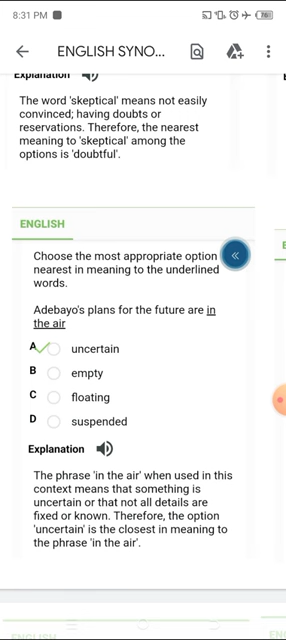 8:31 PM
78
ENGLISH SYNO...
Explanation
The word 'skeptical' means not easily
convinced; having doubts or
reservations. Therefore, the nearest
meaning to 'skeptical' among the
options is 'doubtful'.
ENGLISH
Choose the most appropriate option
nearest in meaning to the underlined
words.
Adebayo's plans for the future are in
the air
A uncertain
B empty
C floating
D suspended
Explanation
The phrase 'in the air' when used in this
context means that something is
uncertain or that not all details are
fixed or known. Therefore, the option
'uncertain' is the closest in meaning to
the phrase 'in the air'.
ENGLISH